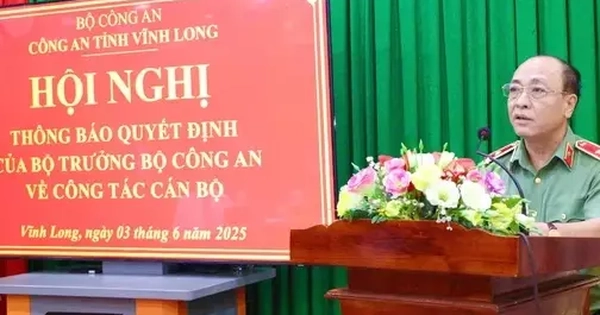 BỘ CÔNG AN
CÔNG AN TỈNH VĨNH LONG
HỘI NGHỊ
THÔNG BÁO QUYẾT ĐỊNH
CỦA BỘ TRƯỞNG BỘ CÔNG AN
VỀ CÔNG TÁC CÁN BỘ
Vĩnh Long, ngày 03 tháng 6 năm 2025